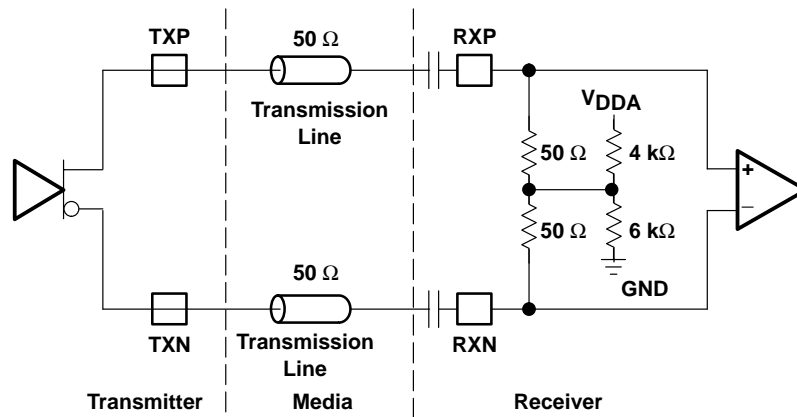 TXP
50 Ω
RXP
Transmission
Line
VDDA
50 Ω
4 kΩ
50 Ω
6 kΩ
GND
+
−
50 Ω
TXN
Transmission
Line
RXN
Transmitter
Media
Receiver